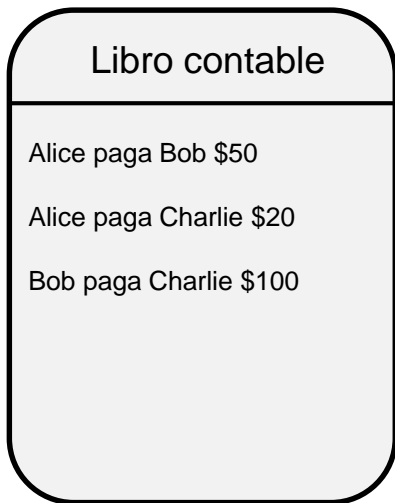 Libro contable
Alice paga Bob $50
Alice paga Charlie $20
Bob paga Charlie $100